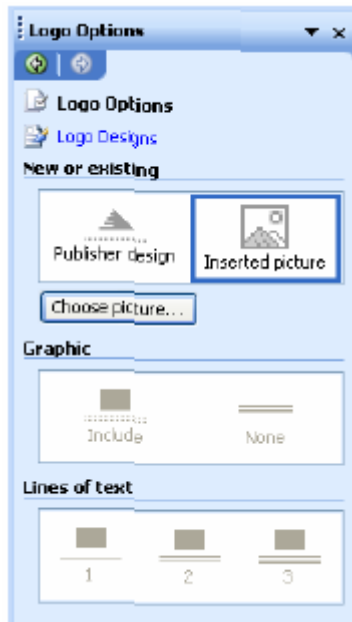 Logo Options
Logo Options
Logo Designs
New or existing
Publisher design Inserted picture
Choose picture...
Graphic
Include None
Lines of text
1 2 3